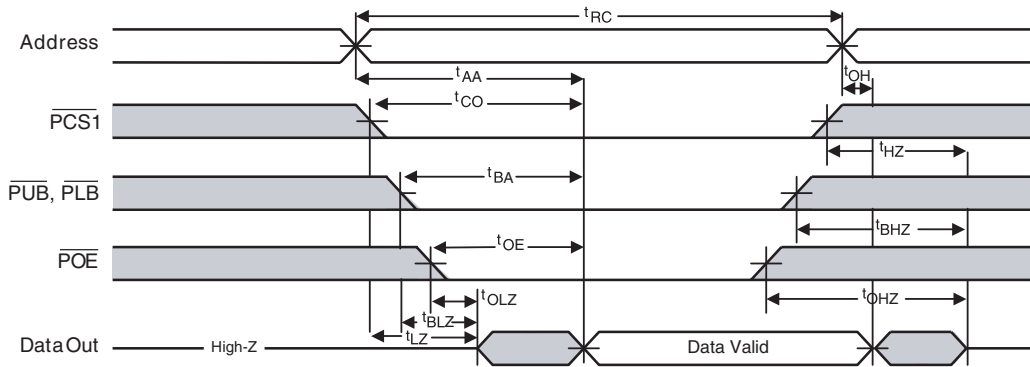 tRC
Address
tAA
tOH
tCO
PCS1
tHZ
tBA
PUB, PLB
tBHZ
tOE
POE
tOLZ
tOHZ
tBLZ
tLZ
Data Out
High-Z
Data Valid